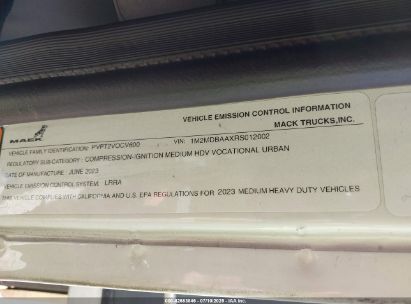 VEHICLE EMISSION CONTROL INFORMATION
MACK TRUCKS, INC.
MACK
VEHICLE FAMILY IDENTIFICATION: PVPT2VOCV600 VIN: 1M2MDBAAXRS012002
REGULATORY SUB-CATEGORY : COMPRESSION-IGNITION MEDIUM HDV VOCATIONAL URBAN
DATE OF MANUFACTURE : JUNE 2023
VEHICLE EMISSION CONTROL SYSTEM: LRRA
THIS VEHICLE COMPLIES WITH CALIFORNIA AND U.S. EPA REGULATIONS FOR 2023 MEDIUM HEAVY DUTY VEHICLES